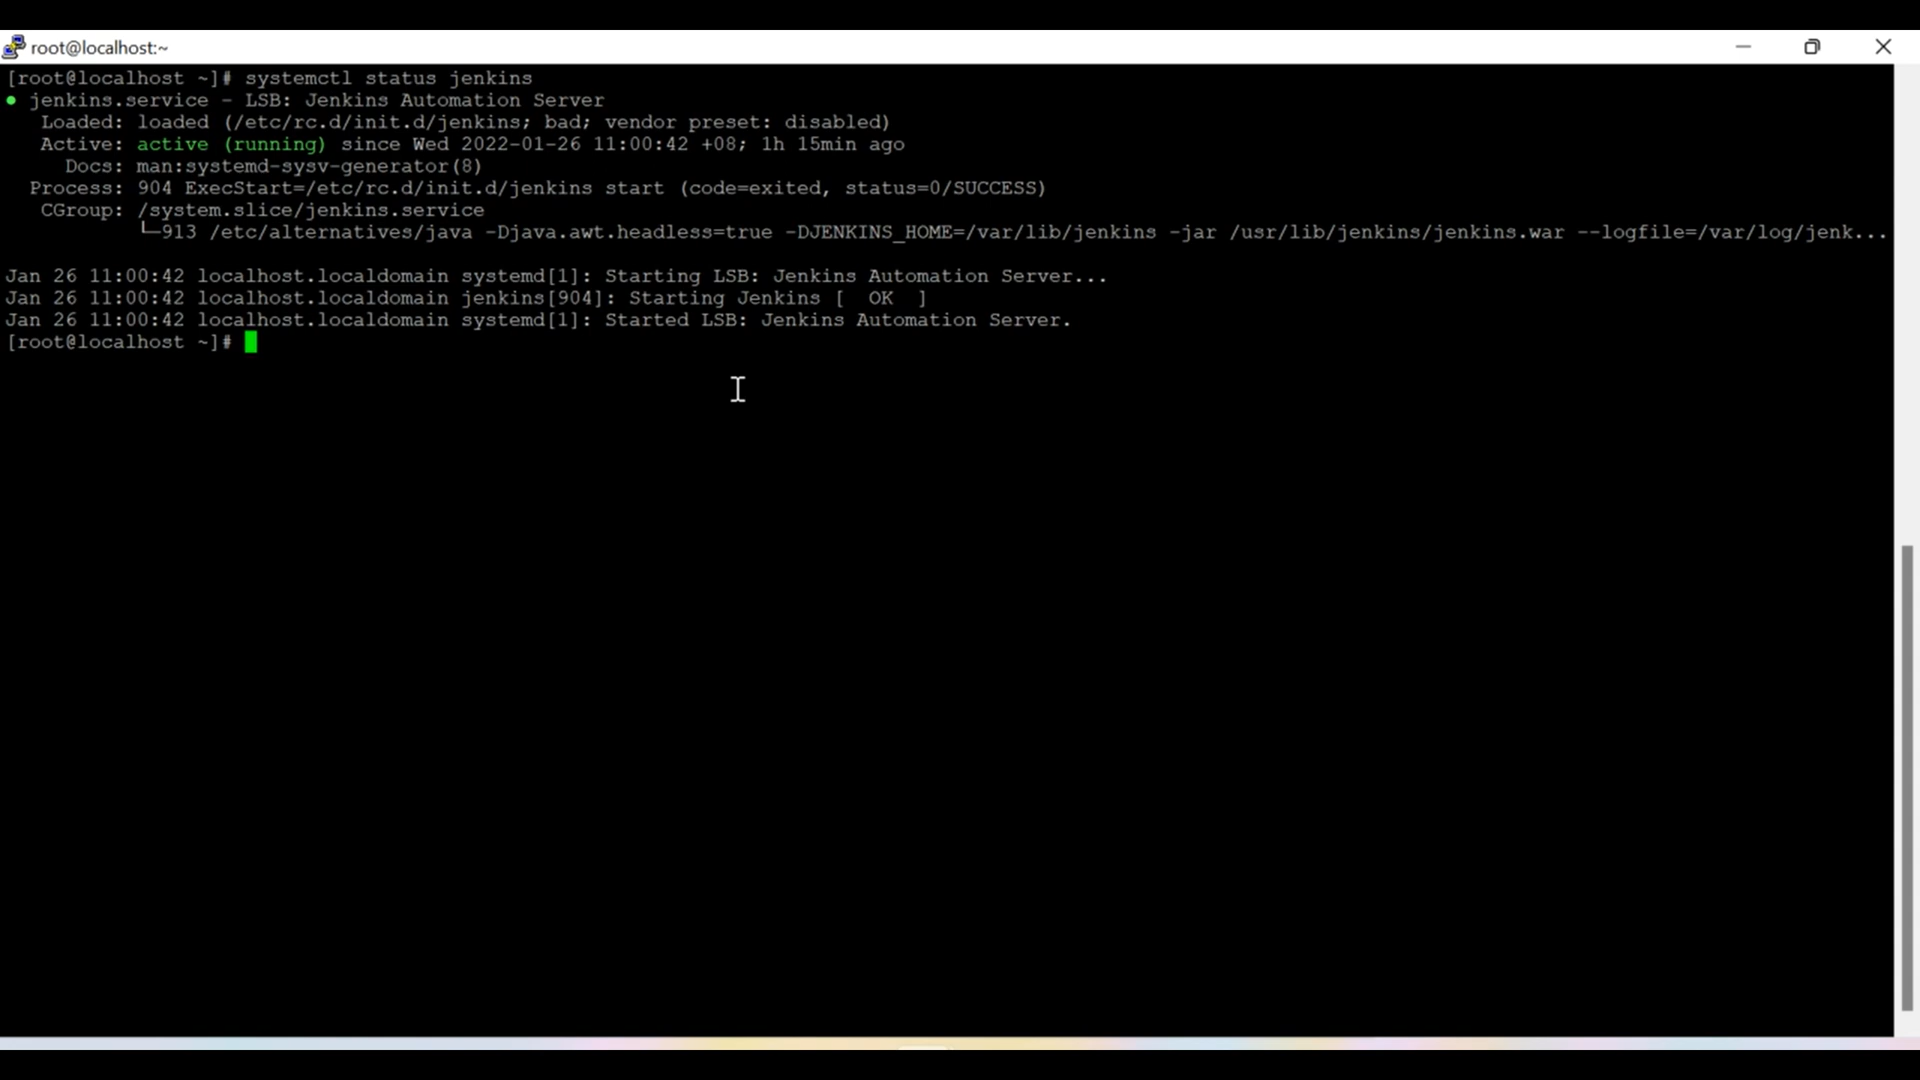 root@localhost:~
[root@localhost ~]# systemctl status jenkins
● jenkins.service - LSB: Jenkins Automation Server
   Loaded: loaded (/etc/rc.d/init.d/jenkins; bad; vendor preset: disabled)
   Active: active (running) since Wed 2022-01-26 11:00:42 +08; 1h 15min ago
     Docs: man:systemd-sysv-generator(8)
  Process: 904 ExecStart=/etc/rc.d/init.d/jenkins start (code=exited, status=0/SUCCESS)
   CGroup: /system.slice/jenkins.service
           └─913 /etc/alternatives/java -Djava.awt.headless=true -DJENKINS_HOME=/var/lib/jenkins -jar /usr/lib/jenkins/jenkins.war --logfile=/var/log/jenk...
Jan 26 11:00:42 localhost.localdomain systemd[1]: Starting LSB: Jenkins Automation Server...
Jan 26 11:00:42 localhost.localdomain jenkins[904]: Starting Jenkins [  OK  ]
Jan 26 11:00:42 localhost.localdomain systemd[1]: Started LSB: Jenkins Automation Server.
[root@localhost ~]#